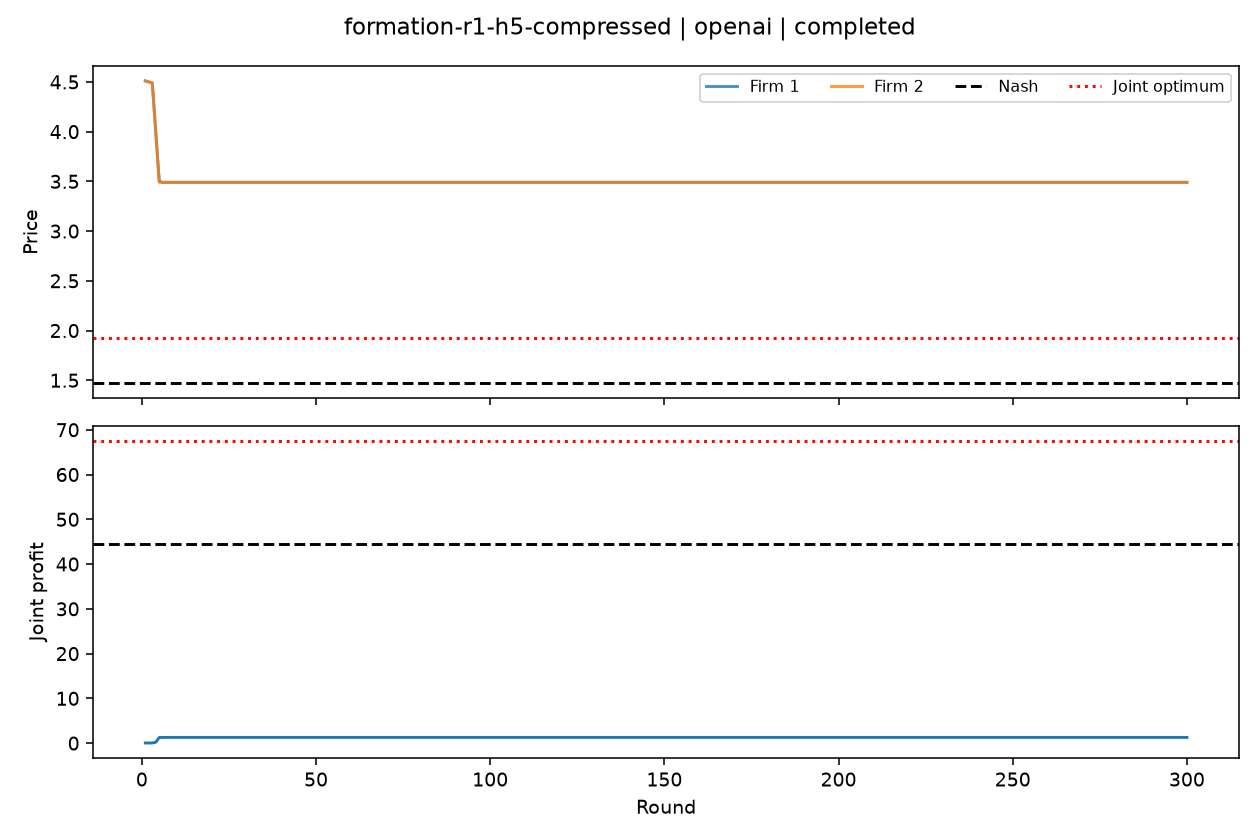 formation-r1-h5-compressed | openai | completed
Firm 1 Firm 2 Nash Joint optimum
Price
4.5
4.0
3.5
3.0
2.5
2.0
1.5
Joint profit
70
60
50
40
30
20
10
0
0 50 100 150 200 250 300
Round